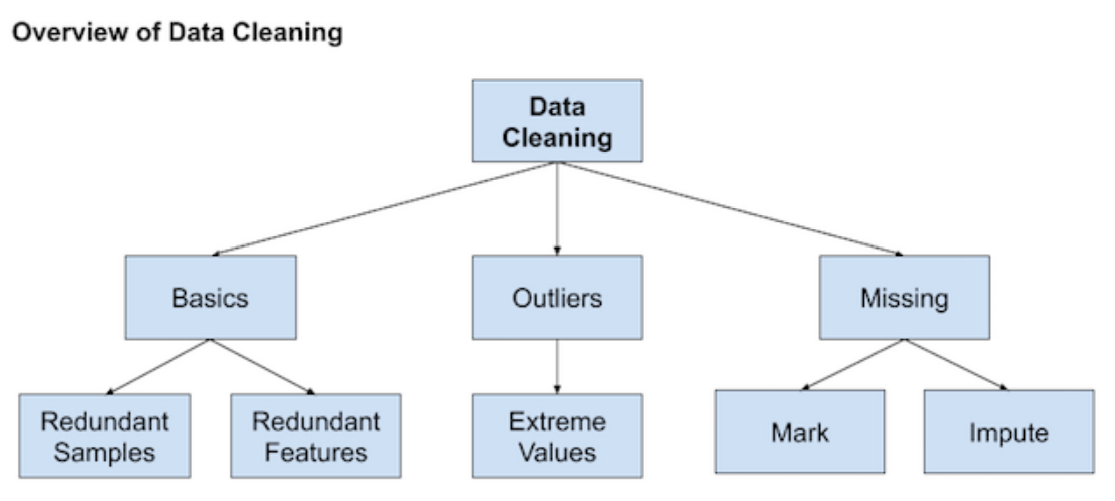 Overview of Data Cleaning
Data
Cleaning
Basics
Outliers
Missing
Redundant
Samples
Redundant
Features
Extreme
Values
Mark
Impute